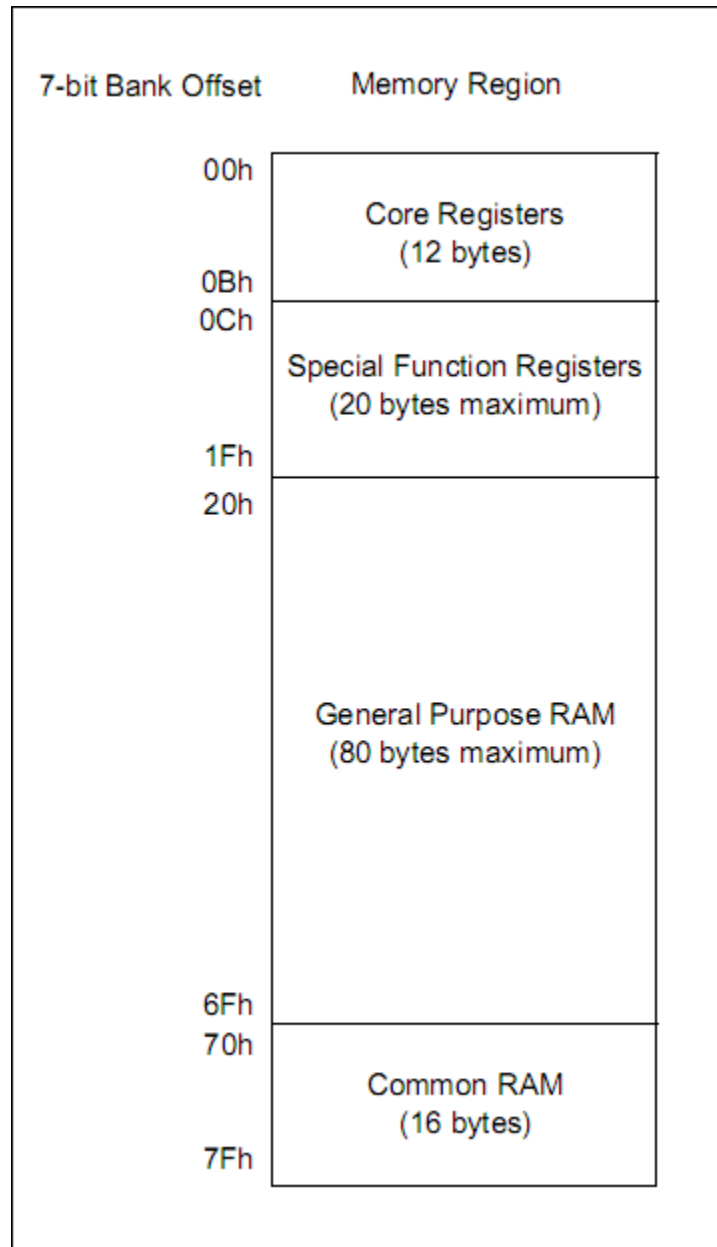 7-bit Bank Offset Memory Region
00h
Core Registers
(12 bytes)
0Bh
0Ch
Special Function Registers
(20 bytes maximum)
1Fh
20h
General Purpose RAM
(80 bytes maximum)
6Fh
70h
Common RAM
(16 bytes)
7Fh